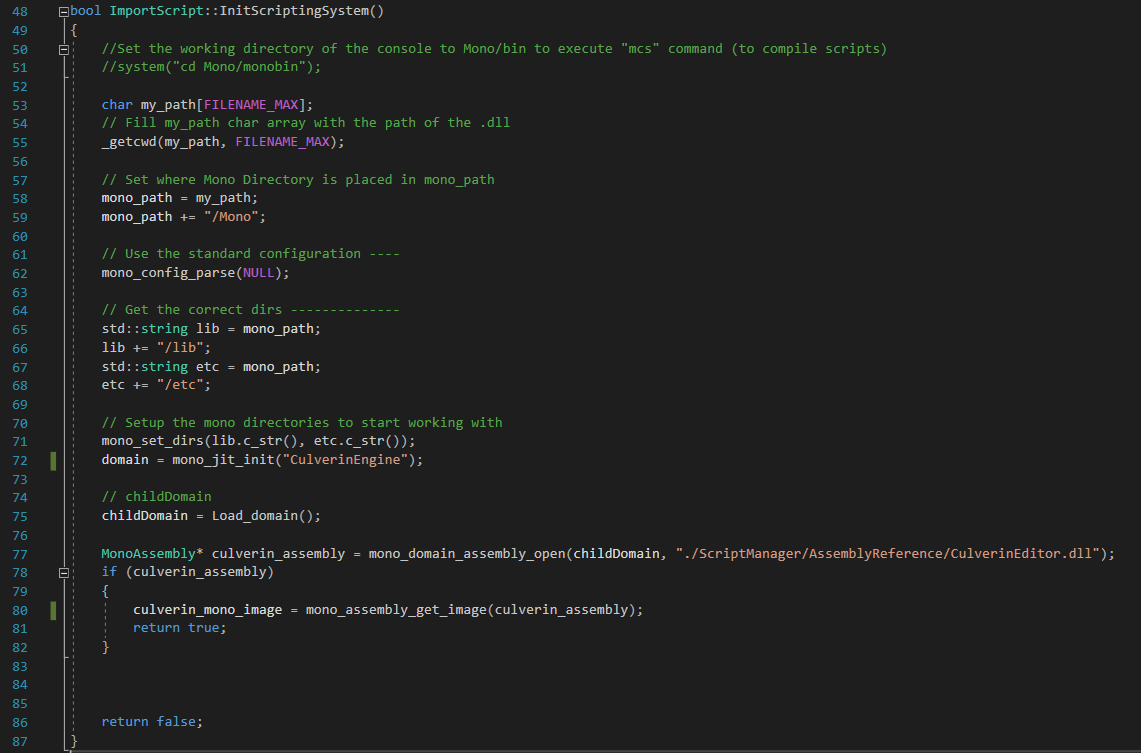 48 bool ImportScript::InitScriptingSystem()
49 {
50 //Set the working directory of the console to Mono/bin to execute "mcs" command (to compile scripts)
51 //system("cd Mono/monobin");
52
53 char my_path[FILENAME_MAX];
54 // Fill my_path char array with the path of the .dll
55 _getcwd(my_path, FILENAME_MAX);
56
57 // Set where Mono Directory is placed in mono_path
58 mono_path = my_path;
59 mono_path += "/Mono";
60
61 // Use the standard configuration ----
62 mono_config_parse(NULL);
63
64 // Get the correct dirs --------------
65 std::string lib = mono_path;
66 lib += "/lib";
67 std::string etc = mono_path;
68 etc += "/etc";
69
70 // Setup the mono directories to start working with
71 mono_set_dirs(lib.c_str(), etc.c_str());
72 domain = mono_jit_init("CulverinEngine");
73
74 // childDomain
75 childDomain = Load_domain();
76
77 MonoAssembly* culverin_assembly = mono_domain_assembly_open(childDomain, "./ScriptManager/AssemblyReference/CulverinEditor.dll");
78 if (culverin_assembly)
79 {
80 culverin_mono_image = mono_assembly_get_image(culverin_assembly);
81 return true;
82 }
83
84
85
86 return false;
87 }